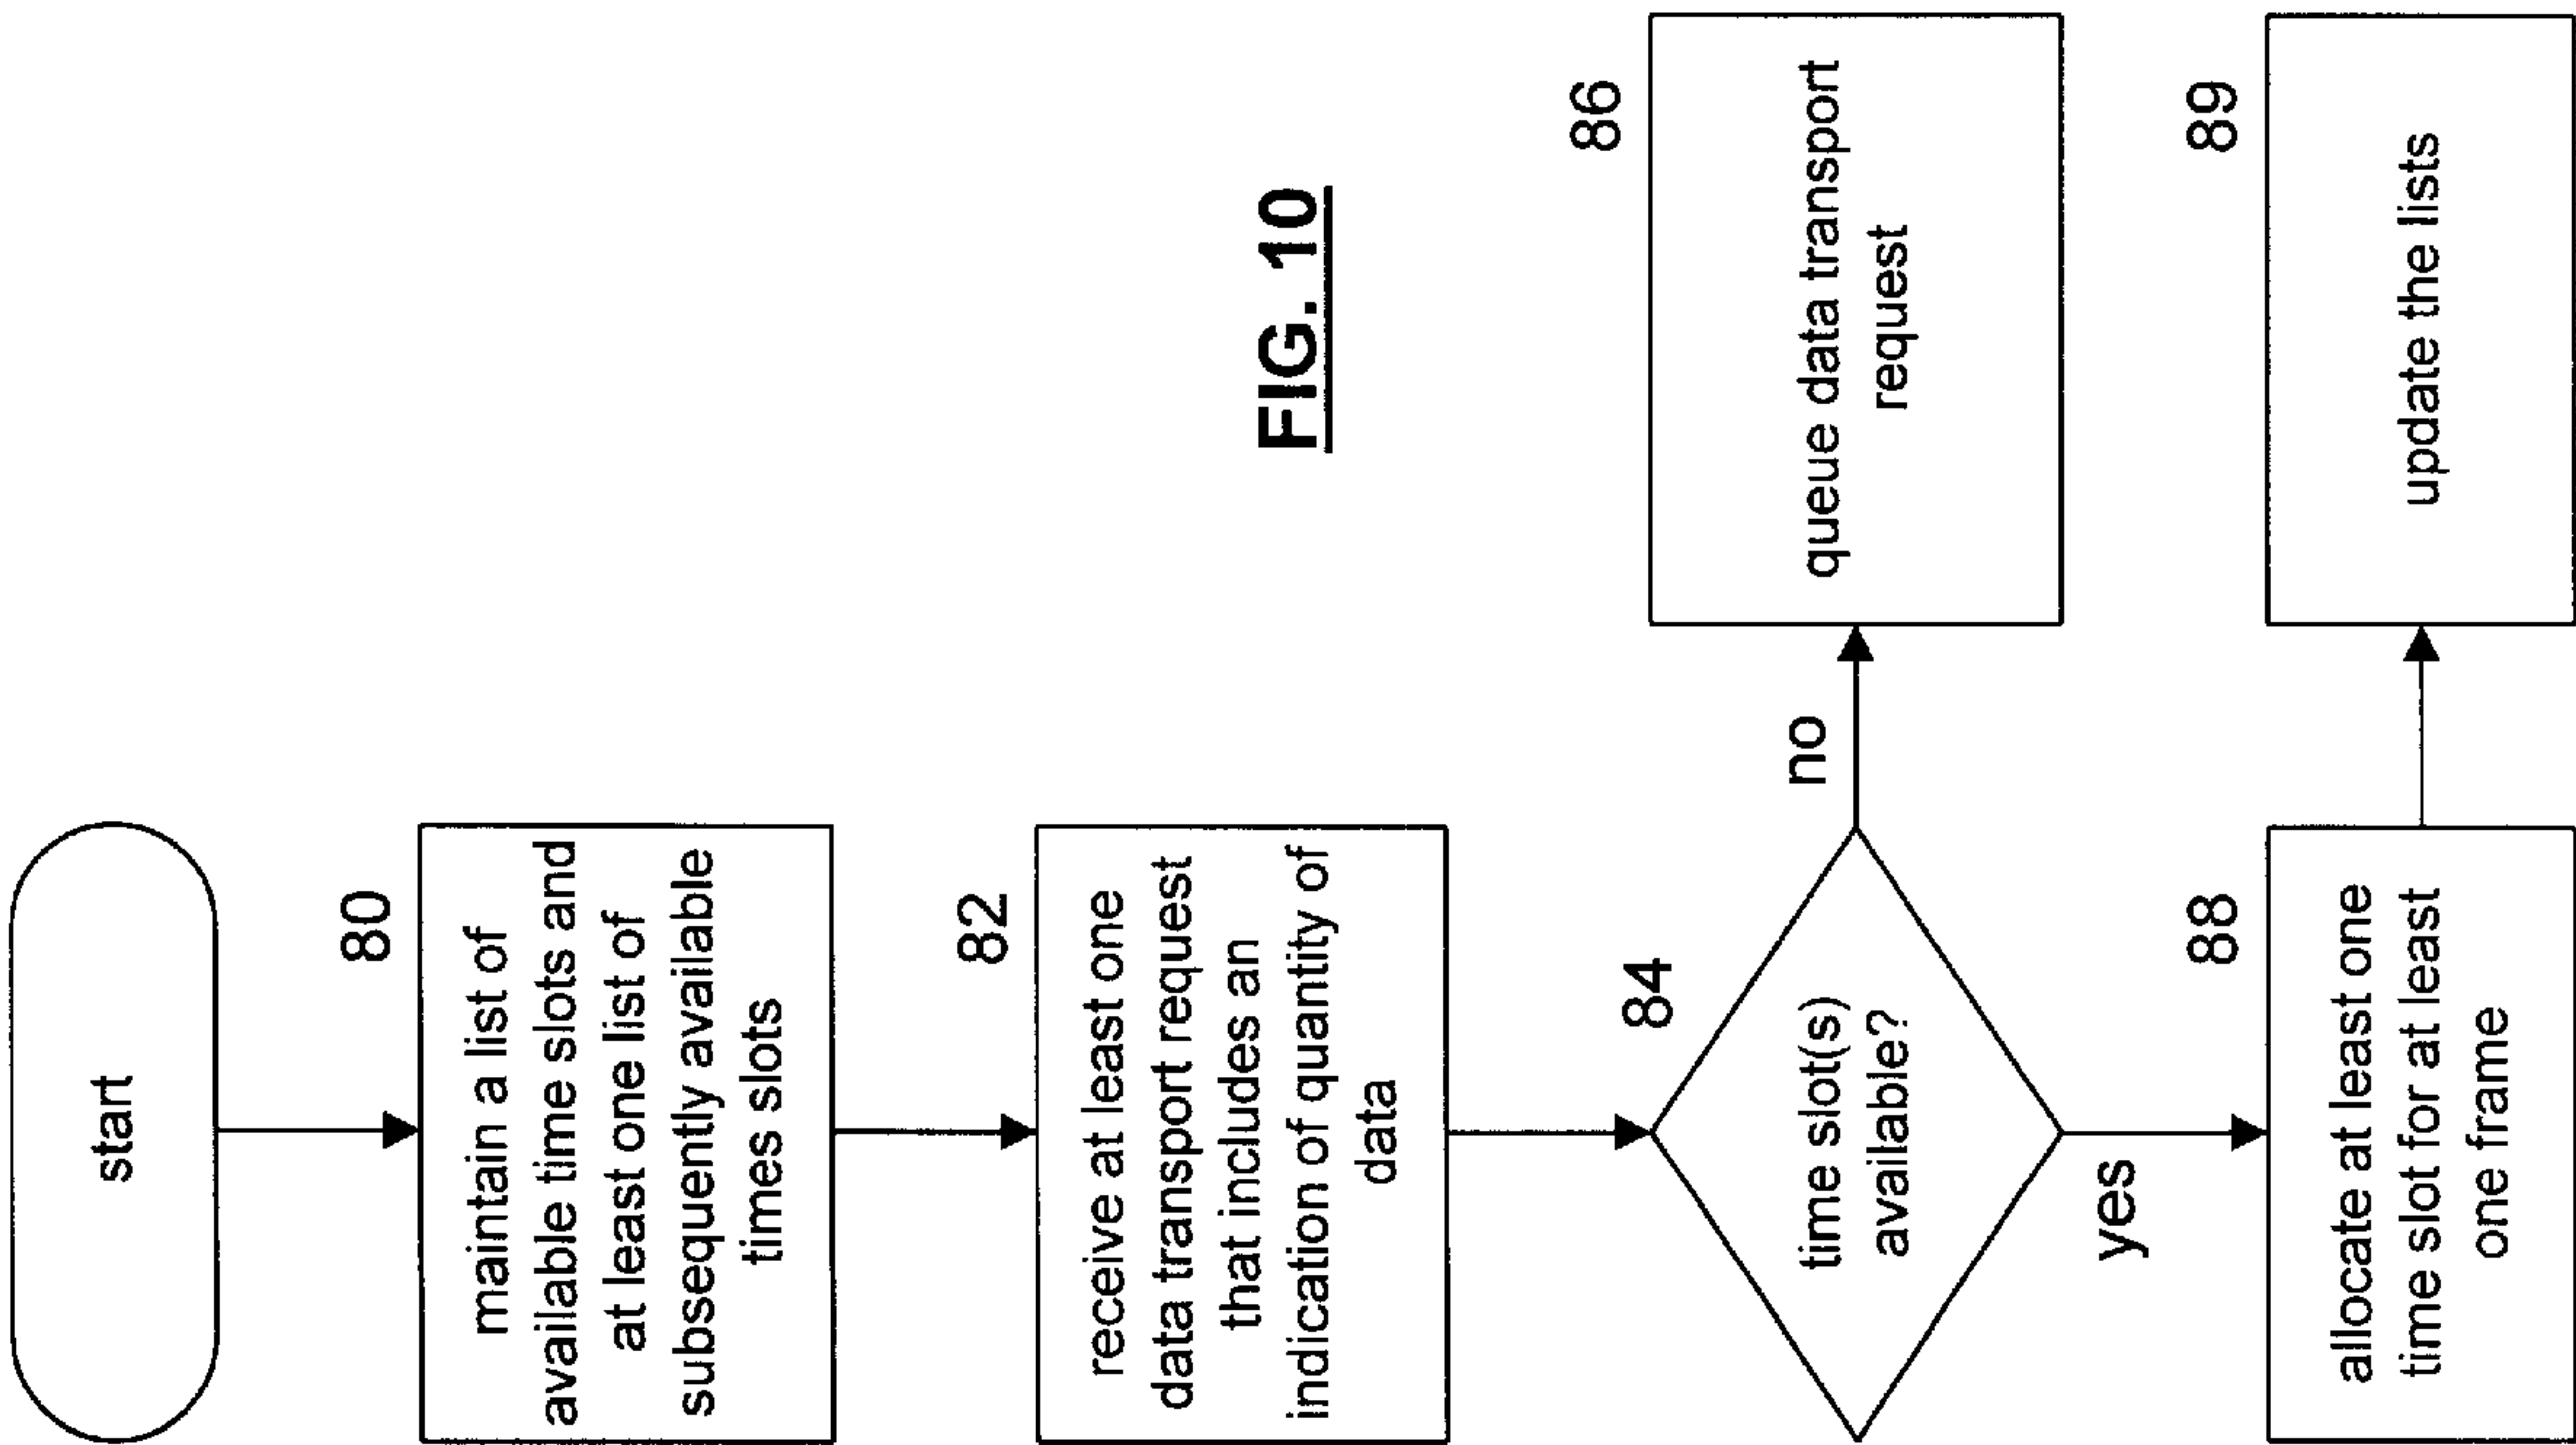 start
80
maintain a list of
available time slots and
at least one list of
subsequently available
times slots
82
receive at least one
data transport request
that includes an
indication of quantity of
data
84
time slot(s)
available?
no
86
queue data transport
request
yes
88
allocate at least one
time slot for at least
one frame
89
update the lists
FIG. 10